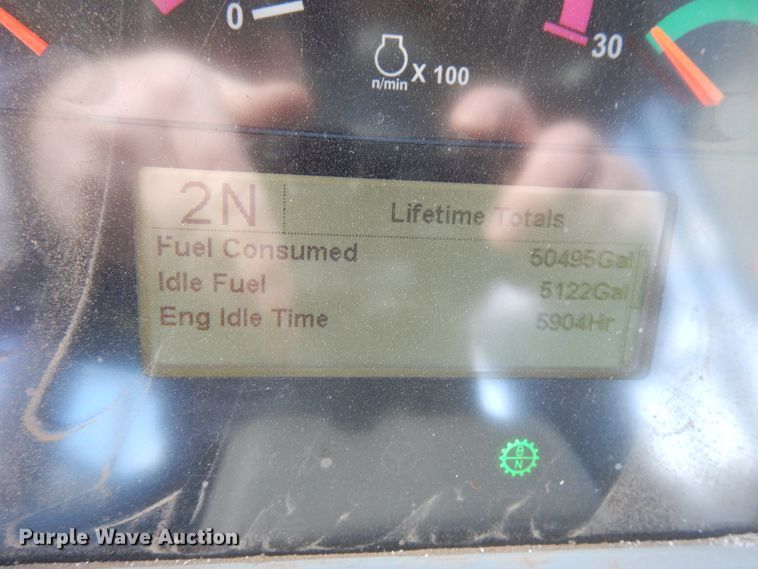 0
30
n/min X 100
2N Lifetime Totals
Fuel Consumed 50495Gal
Idle Fuel 5122Gal
Eng Idle Time 5904Hr
N
Purple Wave Auction